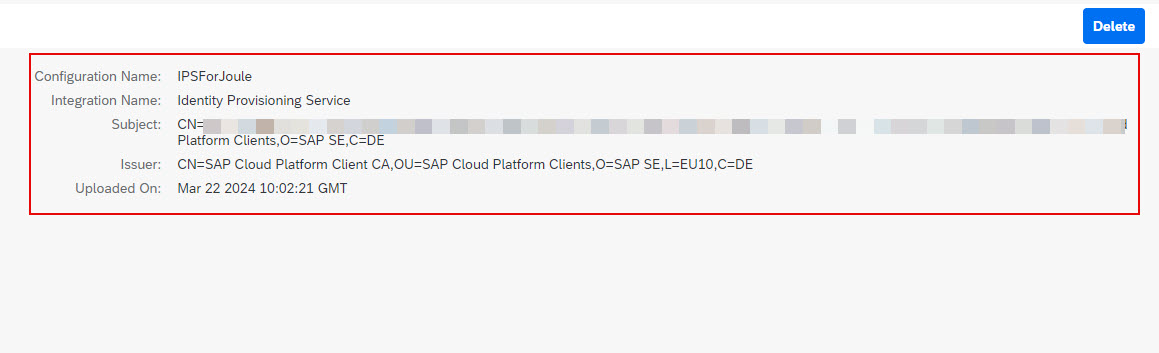 Delete
Configuration Name: IPSForJoule
Integration Name: Identity Provisioning Service
Subject: CN=
Platform Clients,O=SAP SE,C=DE
Issuer: CN=SAP Cloud Platform Client CA,OU=SAP Cloud Platform Clients,O=SAP SE,L=EU10,C=DE
Uploaded On: Mar 22 2024 10:02:21 GMT